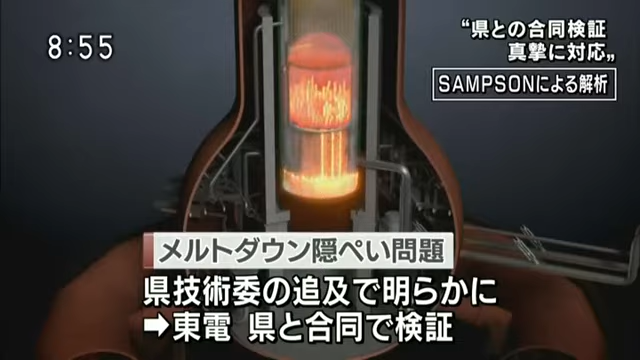 8:55
“県との合同検証
真摯に対応„
SAMPSONによる解析
メルトダウン隠ぺい問題
県技術委の追及で明らかに
➡東電 県と合同で検証